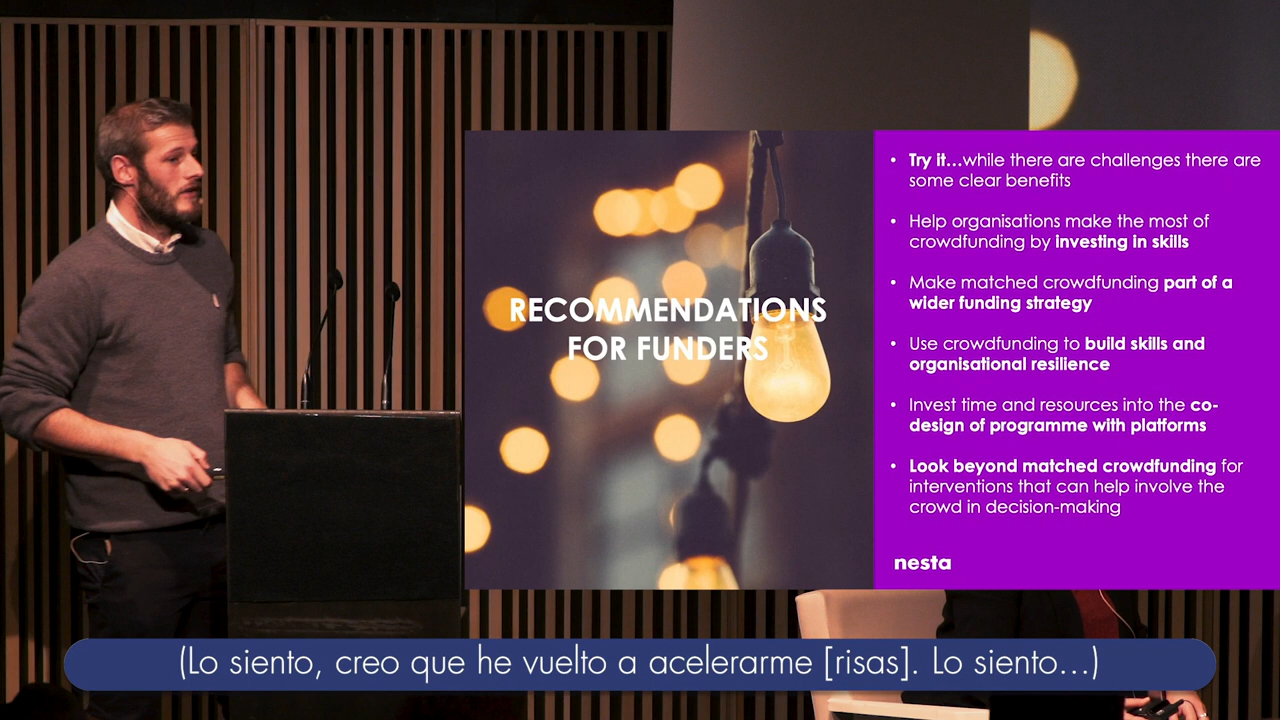 RECOMMENDATIONS
FOR FUNDERS
• Try it...while there are challenges there are
some clear benefits
• Help organisations make the most of
crowdfunding by investing in skills
• Make matched crowdfunding part of a
wider funding strategy
• Use crowdfunding to build skills and
organisational resilience
• Invest time and resources into the co-
design of programme with platforms
• Look beyond matched crowdfunding for
interventions that can help involve the
crowd in decision-making
nesta
(Lo siento, creo que he vuelto a acelerarme [risas]. Lo siento...)